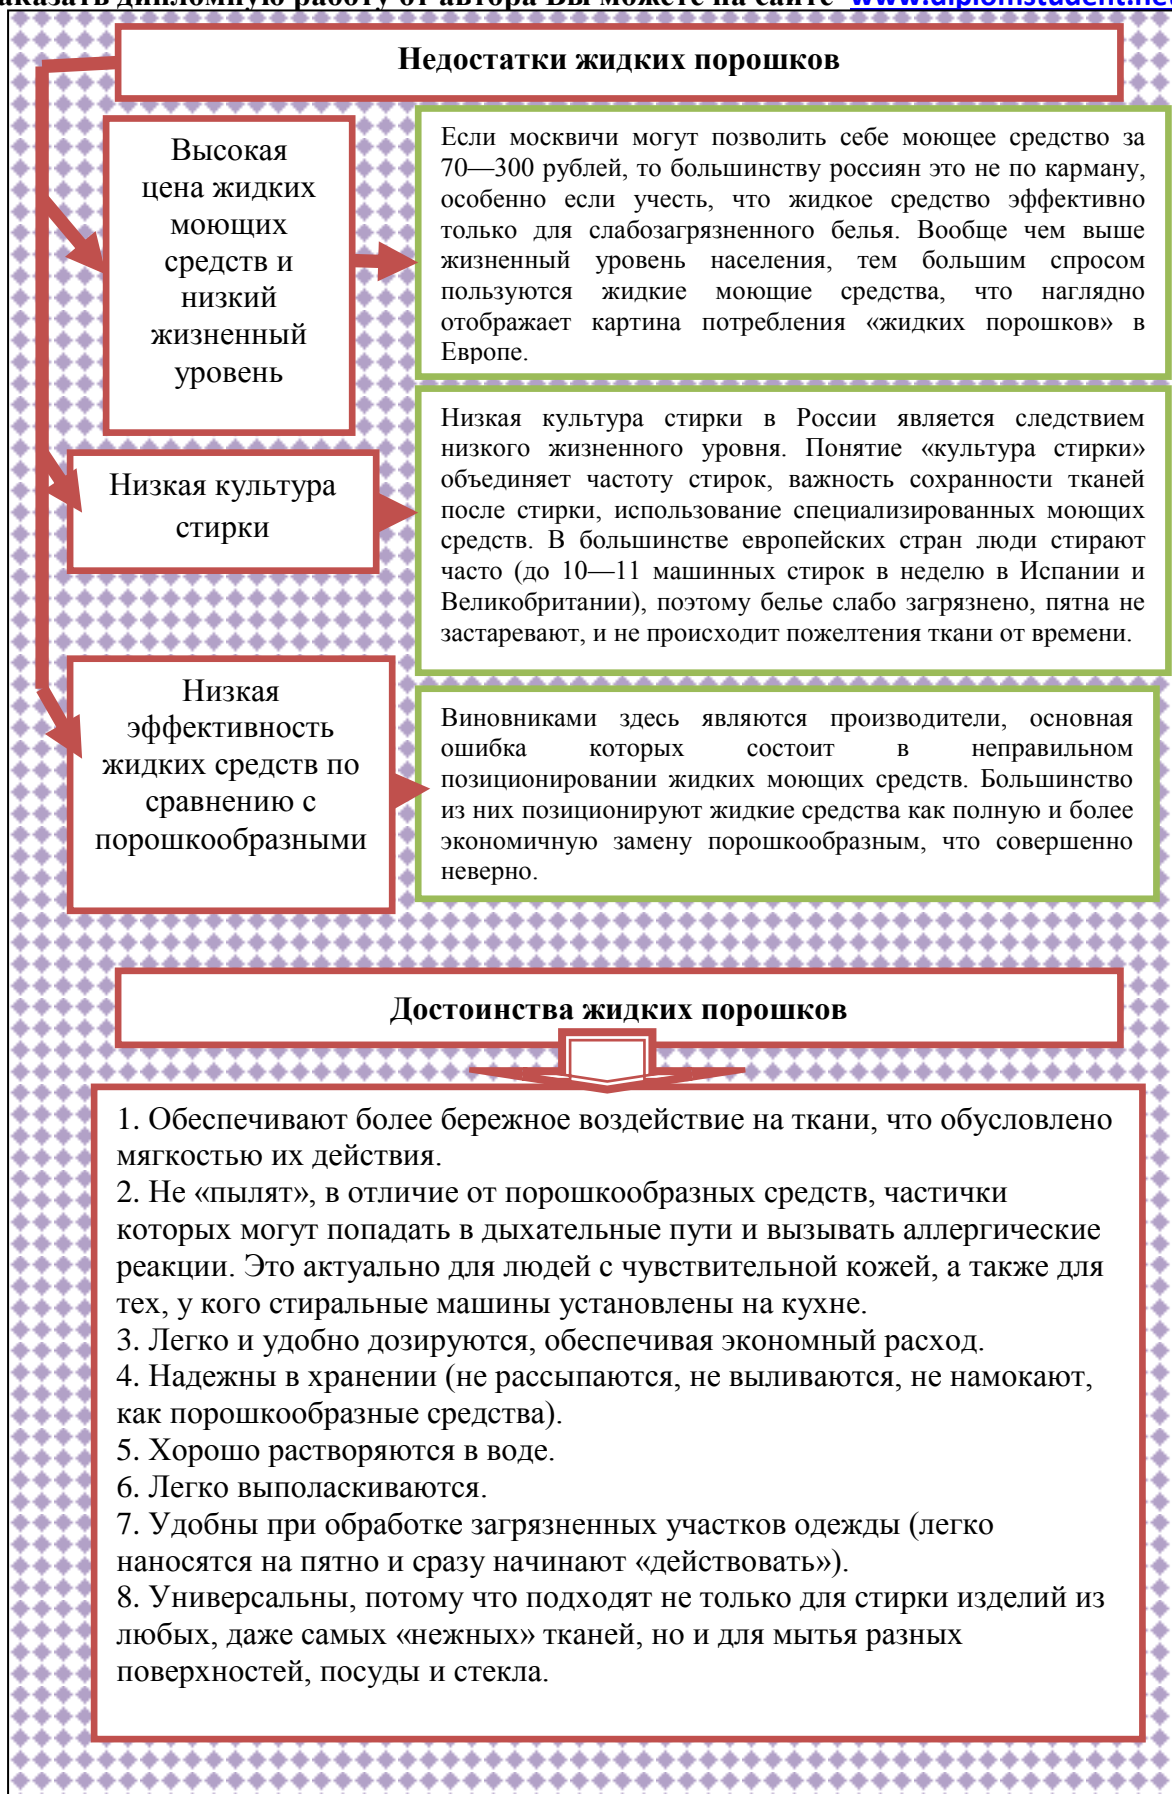 аказать дипломную работу от автора Вы можете на сайте www.diplomstudent.net
Недостатки жидких порошков
Высокая
цена жидких
моющих
средств и
низкий
жизненный
уровень
Если москвичи могут позволить себе моющее средство за
70—300 рублей, то большинству россиян это не по карману,
особенно если учесть, что жидкое средство эффективно
только для слабозагрязненного белья. Вообще чем выше
жизненный уровень населения, тем большим спросом
пользуются жидкие моющие средства, что наглядно
отображает картина потребления «жидких порошков» в
Европе.
Низкая культура
стирки
Низкая культура стирки в России является следствием
низкого жизненного уровня. Понятие «культура стирки»
объединяет частоту стирок, важность сохранности тканей
после стирки, использование специализированных моющих
средств. В большинстве европейских стран люди стирают
часто (до 10—11 машинных стирок в неделю в Испании и
Великобритании), поэтому белье слабо загрязнено, пятна не
застаревают, и не происходит пожелтения ткани от времени.
Низкая
эффективность
жидких средств по
сравнению с
порошкообразными
Виновниками здесь являются производители, основная
ошибка которых состоит в неправильном
позиционировании жидких моющих средств. Большинство
из них позиционируют жидкие средства как полную и более
экономичную замену порошкообразным, что совершенно
неверно.
Достоинства жидких порошков
1. Обеспечивают более бережное воздействие на ткани, что обусловлено
мягкостью их действия.
2. Не «пылят», в отличие от порошкообразных средств, частички
которых могут попадать в дыхательные пути и вызывать аллергические
реакции. Это актуально для людей с чувствительной кожей, а также для
тех, у кого стиральные машины установлены на кухне.
3. Легко и удобно дозируются, обеспечивая экономный расход.
4. Надежны в хранении (не рассыпаются, не выливаются, не намокают,
как порошкообразные средства).
5. Хорошо растворяются в воде.
6. Легко выполаскиваются.
7. Удобны при обработке загрязненных участков одежды (легко
наносятся на пятно и сразу начинают «действовать»).
8. Универсальны, потому что подходят не только для стирки изделий из
любых, даже самых «нежных» тканей, но и для мытья разных
поверхностей, посуды и стекла.